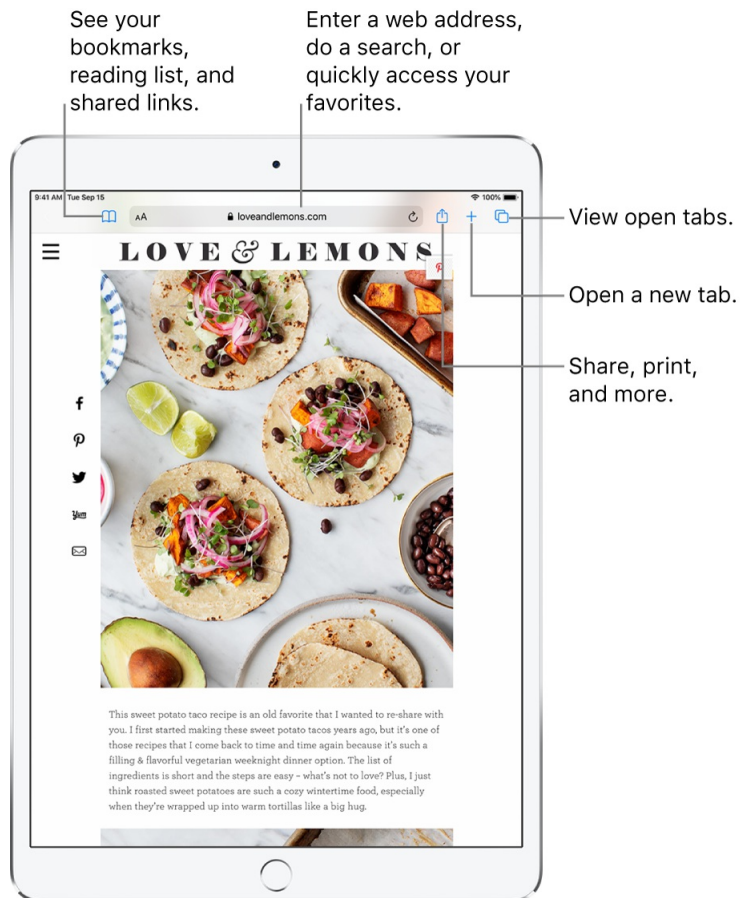 See your
bookmarks,
reading list, and
shared links.
Enter a web address,
do a search, or
quickly access your
favorites.
9:41 AM Tue Sep 15
100%
AA
loveandlemons.com
LOVE & LEMONS
View open tabs.
Open a new tab.
Share, print,
and more.
Yum
This sweet potato taco recipe is an old favorite that I wanted to re-share with
you. I first started making these sweet potato tacos years ago, but it's one of
those recipes that I come back to time and time again because it's such a
filling & flavorful vegetarian weeknight dinner option. The list of
ingredients is short and the steps are easy – what's not to love? Plus, I just
think roasted sweet potatoes are such a cozy wintertime food, especially
when they're wrapped up into warm tortillas like a big hug.